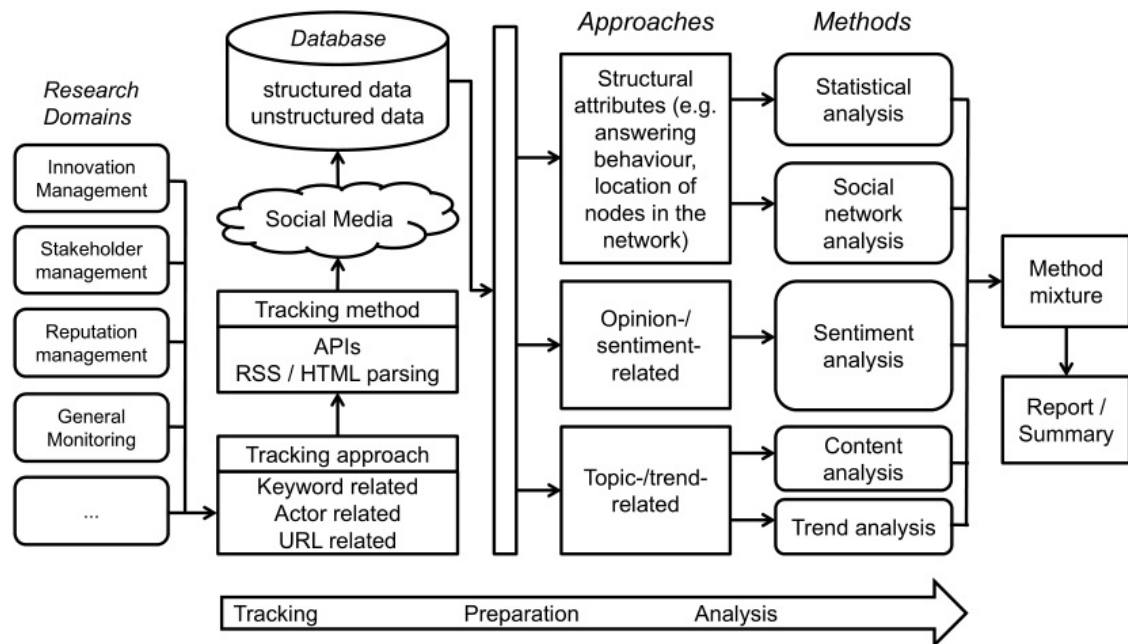 Research
Domains
Innovation
Management
Stakeholder
management
Reputation
management
General
Monitoring
...
Database
structured data
unstructured data
Social Media
Tracking method
APIs
RSS / HTML parsing
Tracking approach
Keyword related
Actor related
URL related
Approaches
Structural
attributes (e.g.
answering
behaviour,
location of
nodes in the
network)
Opinion-/
sentiment-
related
Topic-/trend-
related
Methods
Statistical
analysis
Social
network
analysis
Sentiment
analysis
Content
analysis
Trend analysis
Method
mixture
Report /
Summary
Tracking
Preparation
Analysis